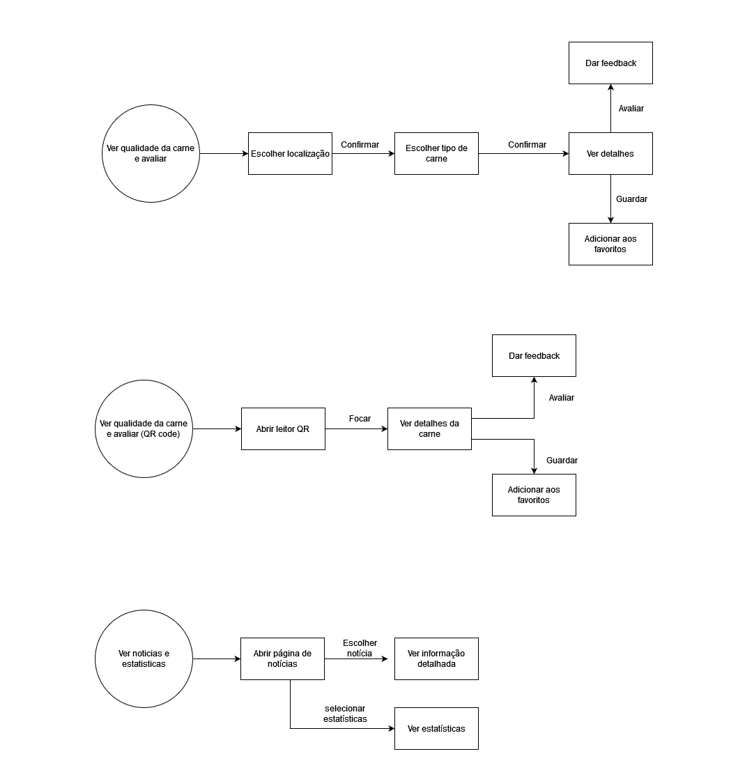 Dar feedback
Avaliar
Ver qualidade da carne
e avaliar
Escolher localização
Confirmar
Escolher tipo de
carne
Confirmar
Ver detalhes
Guardar
Adicionar aos
favoritos
Dar feedback
Avaliar
Ver qualidade da carne
e avaliar (QR code)
Abrir leitor QR
Focar
Ver detalhes da
carne
Guardar
Adicionar aos
favoritos
Ver noticias e
estatisticas
Abrir página de
notícias
Escolher
notícia
Ver informação
detalhada
selecionar
estatísticas
Ver estatísticas